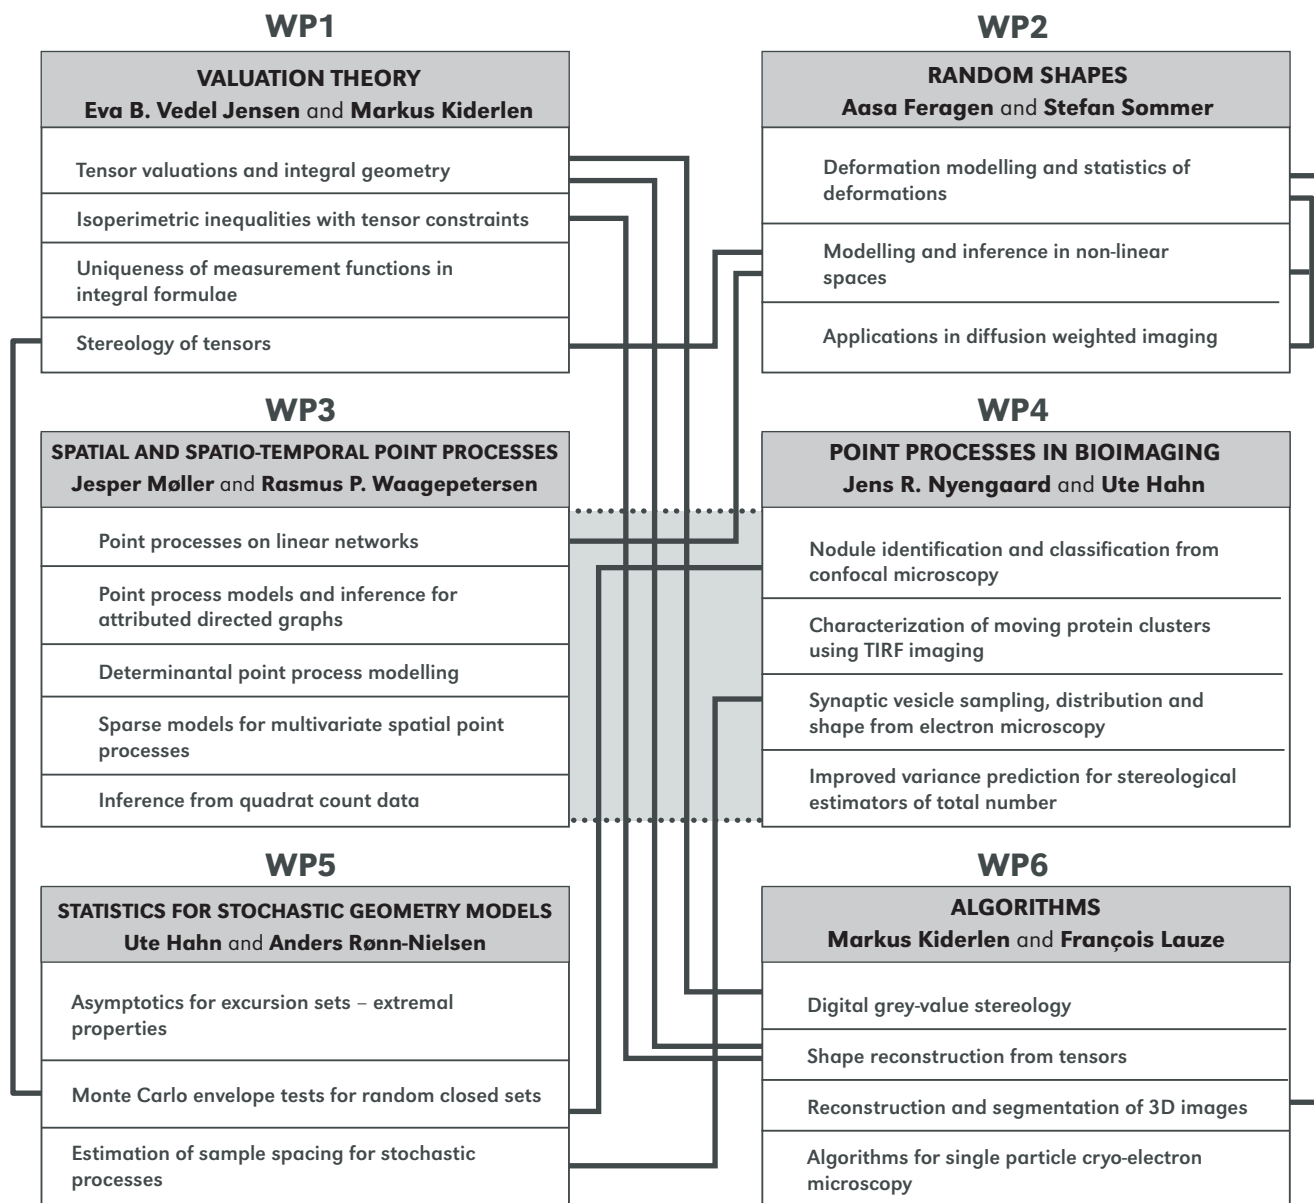 WP1
VALUATION THEORY
Eva B. Vedel Jensen and Markus Kiderlen
Tensor valuations and integral geometry
Isoperimetric inequalities with tensor constraints
Uniqueness of measurement functions in
integral formulae
Stereology of tensors
WP2
RANDOM SHAPES
Aasa Feragen and Stefan Sommer
Deformation modelling and statistics of
deformations
Modelling and inference in non-linear
spaces
Applications in diffusion weighted imaging
WP3
SPATIAL AND SPATIO-TEMPORAL POINT PROCESSES
Jesper Møller and Rasmus P. Waagepetersen
Point processes on linear networks
Point process models and inference for
attributed directed graphs
Determinantal point process modelling
Sparse models for multivariate spatial point
processes
Inference from quadrat count data
WP4
POINT PROCESSES IN BIOIMAGING
Jens R. Nyengaard and Ute Hahn
Nodule identification and classification from
confocal microscopy
Characterization of moving protein clusters
using TIRF imaging
Synaptic vesicle sampling, distribution and
shape from electron microscopy
Improved variance prediction for stereological
estimators of total number
WP5
STATISTICS FOR STOCHASTIC GEOMETRY MODELS
Ute Hahn and Anders Rønn-Nielsen
Asymptotics for excursion sets – extremal
properties
Monte Carlo envelope tests for random closed sets
Estimation of sample spacing for stochastic
processes
WP6
ALGORITHMS
Markus Kiderlen and François Lauze
Digital grey-value stereology
Shape reconstruction from tensors
Reconstruction and segmentation of 3D images
Algorithms for single particle cryo-electron
microscopy